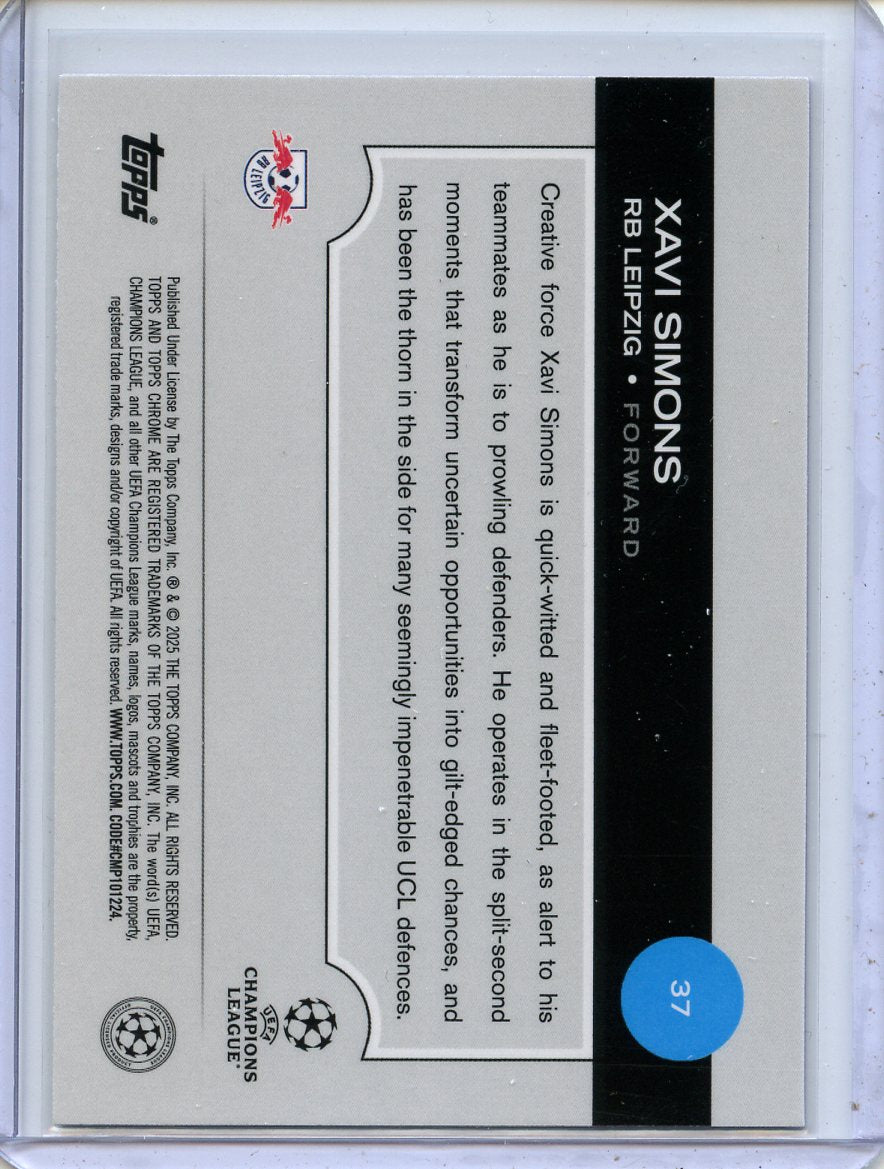 XAVI SIMONS
RB LEIPZIG • FORWARD
37
Creative force Xavi Simons is quick-witted and fleet-footed, as alert to his
teammates as he is to prowling defenders. He operates in the split-second
moments that transform uncertain opportunities into gilt-edged chances, and
has been the thorn in the side for many seemingly impenetrable UCL defences.
RB LEIPZIG
UEFA
CHAMPIONS
LEAGUE®
topps®
Published Under License by The Topps Company, Inc. ® & © 2025 THE TOPPS COMPANY, INC. ALL RIGHTS RESERVED.
TOPPS AND TOPPS CHROME ARE REGISTERED TRADEMARKS OF THE TOPPS COMPANY, INC. The word(s) UEFA,
CHAMPIONS LEAGUE, and all other UEFA Champions League marks, names, logos, mascots and trophies are the property,
registered trade marks, designs and/or copyright of UEFA. All rights reserved. WWW.TOPPS.COM. CODE#CMP101224.